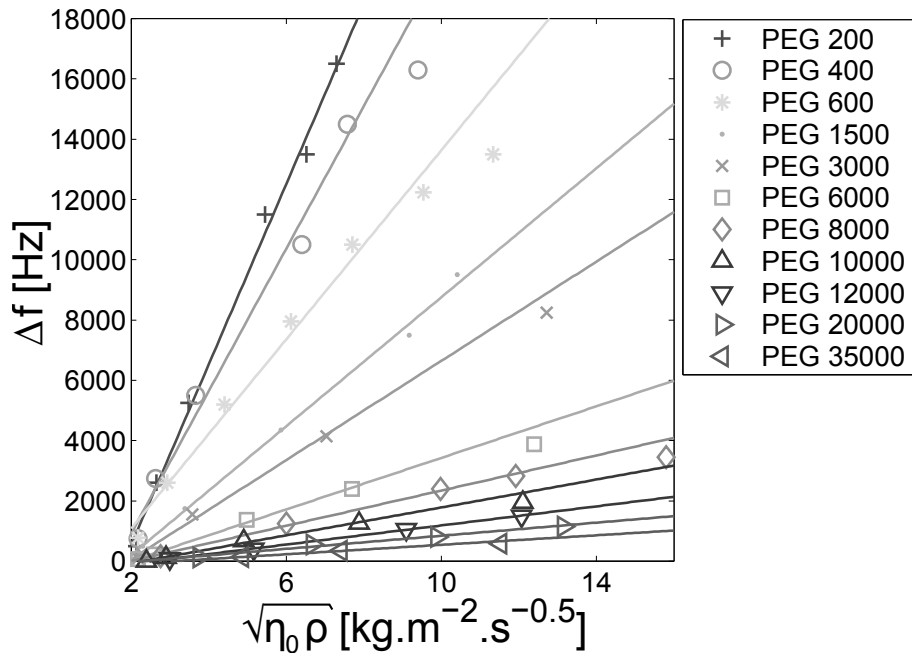 18000
16000
14000
12000
10000
8000
6000
4000
2000
0
2
6
10
14
Δf [Hz]
√η₀ρ [kg.m⁻².s⁻⁰·⁵]
PEG 200
PEG 400
PEG 600
PEG 1500
PEG 3000
PEG 6000
PEG 8000
PEG 10000
PEG 12000
PEG 20000
PEG 35000